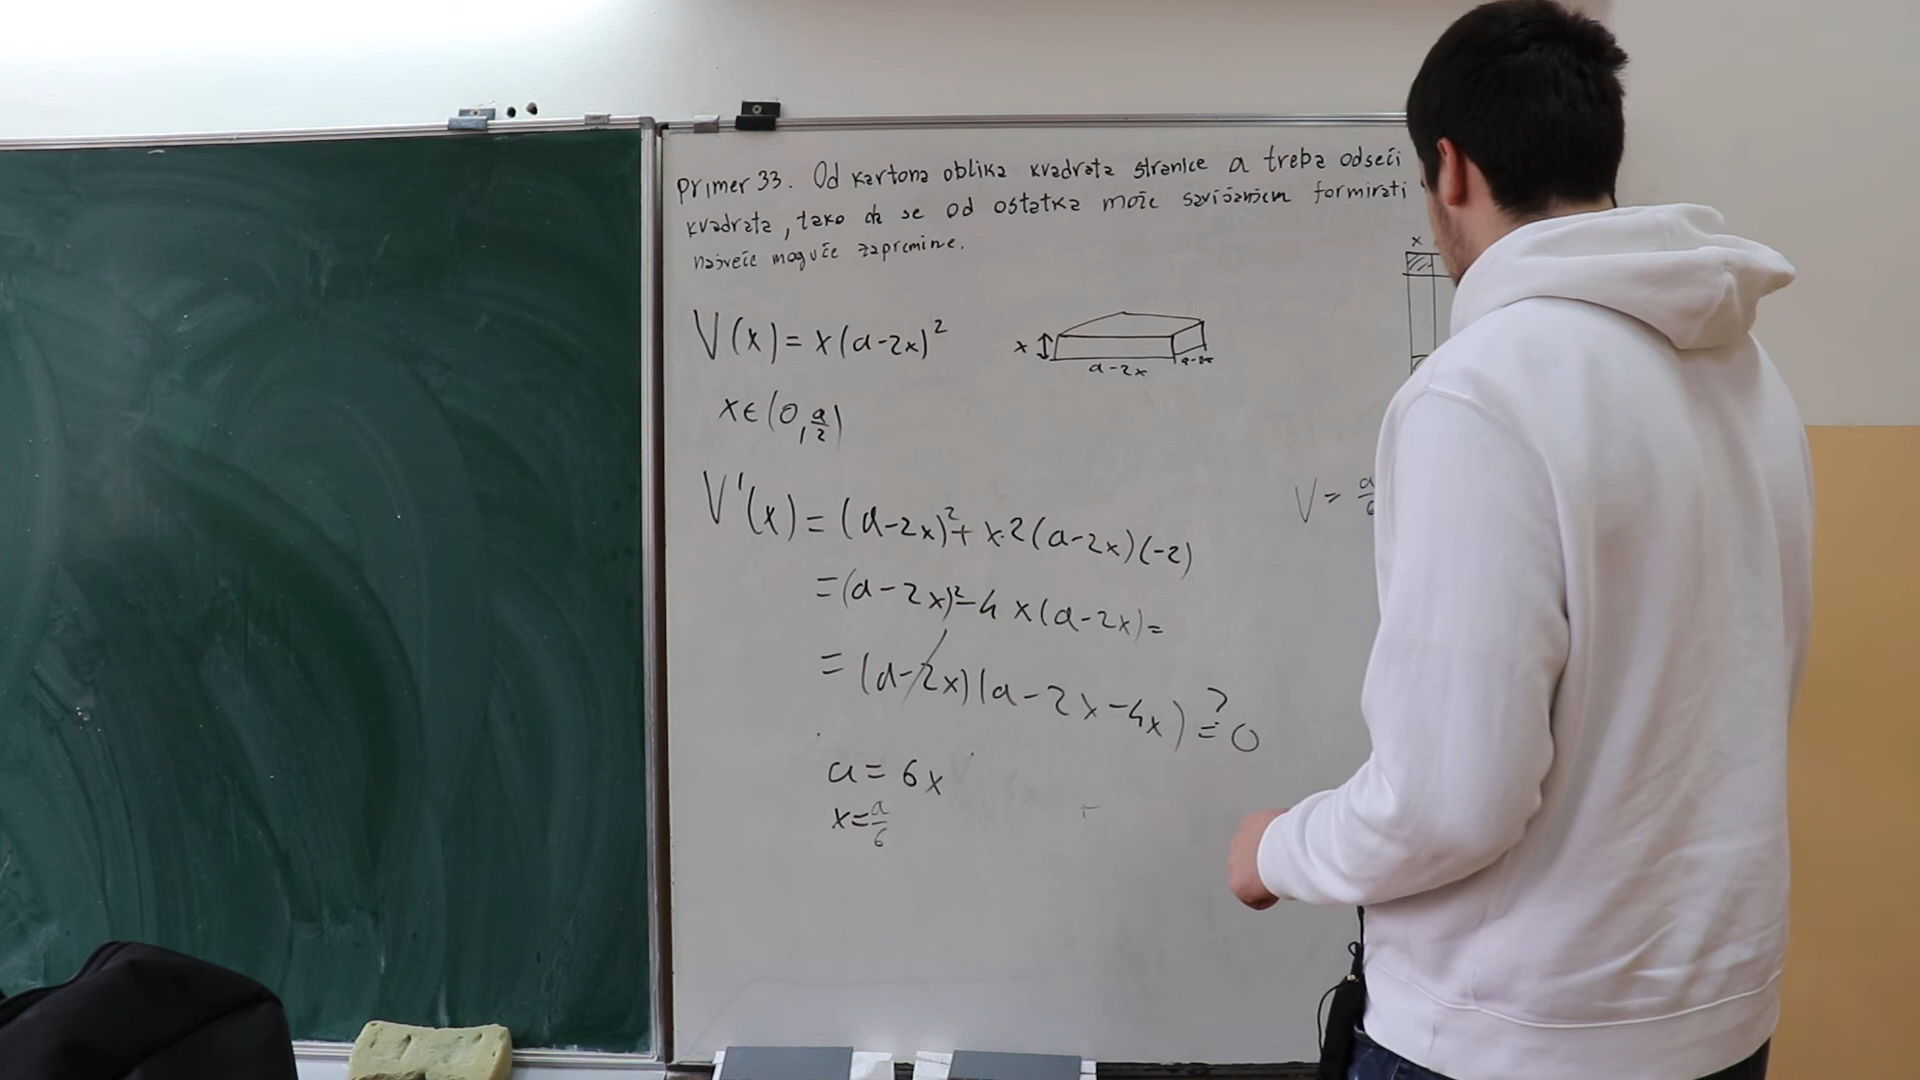 Primer 33. Od kartona oblika kvadrata stranice a treba odseći
kvadrata, tako da se od ostatka može savijanjem formirati
najveće moguće zapremine.
x
V(x) = x(a-2x)²
x
a-2x
a-2x
x∈(0, a/2)
V = a/6
V'(x) = (a-2x)² + x·2(a-2x)(-2)
=(a-2x)²-4x(a-2x)=
= (a-2x)(a-2x-4x) ?= 0
a = 6x
x = a/6